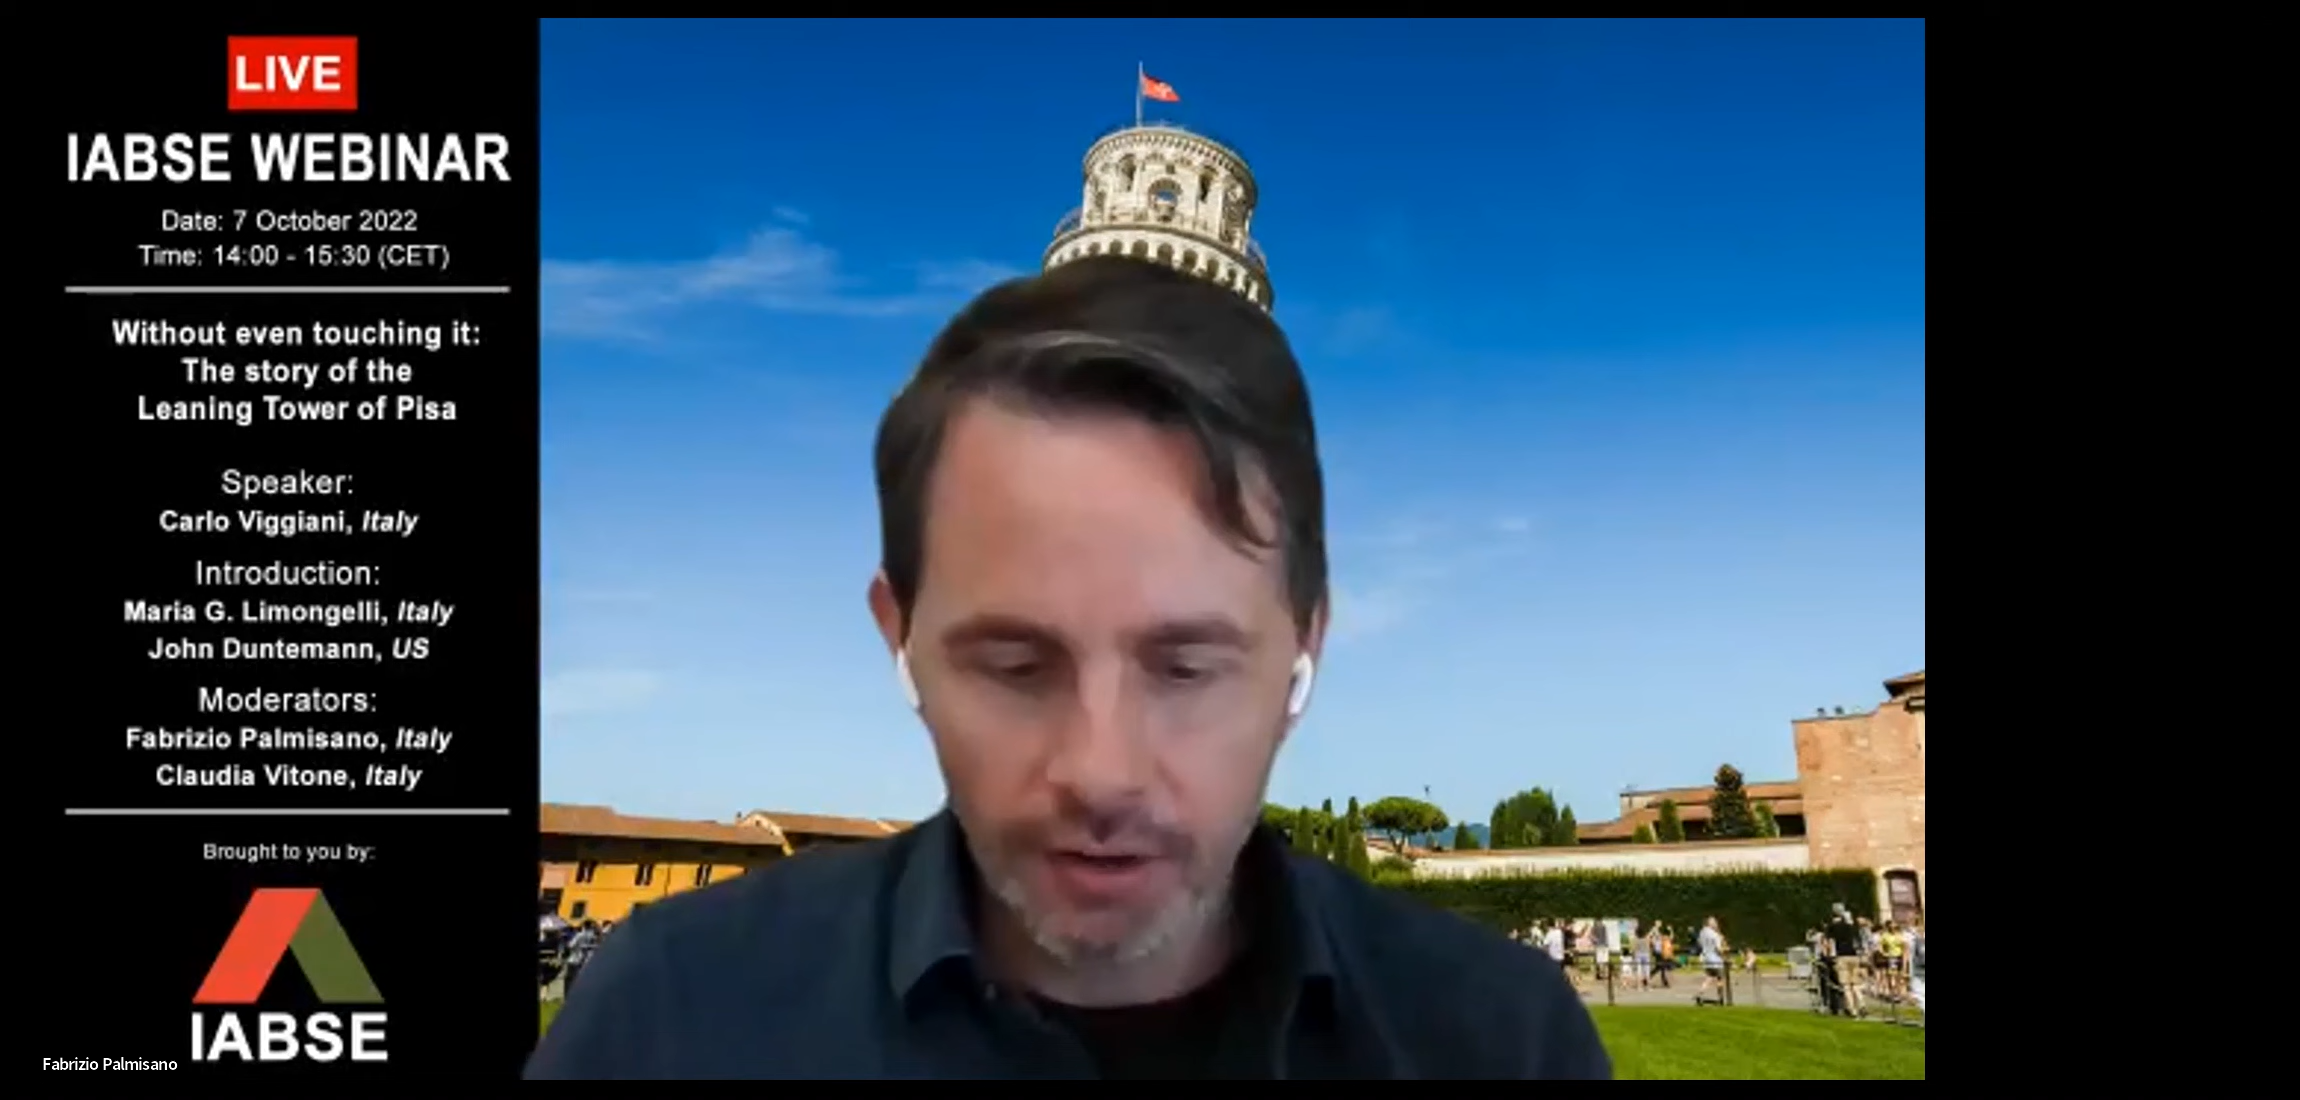 LIVE
IABSE WEBINAR
Date: 7 October 2022
Time: 14:00 - 15:30 (CET)
Without even touching it:
The story of the
Leaning Tower of Pisa
Speaker:
Carlo Viggiani, Italy
Introduction:
Maria G. Limongelli, Italy
John Duntemann, US
Moderators:
Fabrizio Palmisano, Italy
Claudia Vitone, Italy
Brought to you by:
IABSE
Fabrizio Palmisano